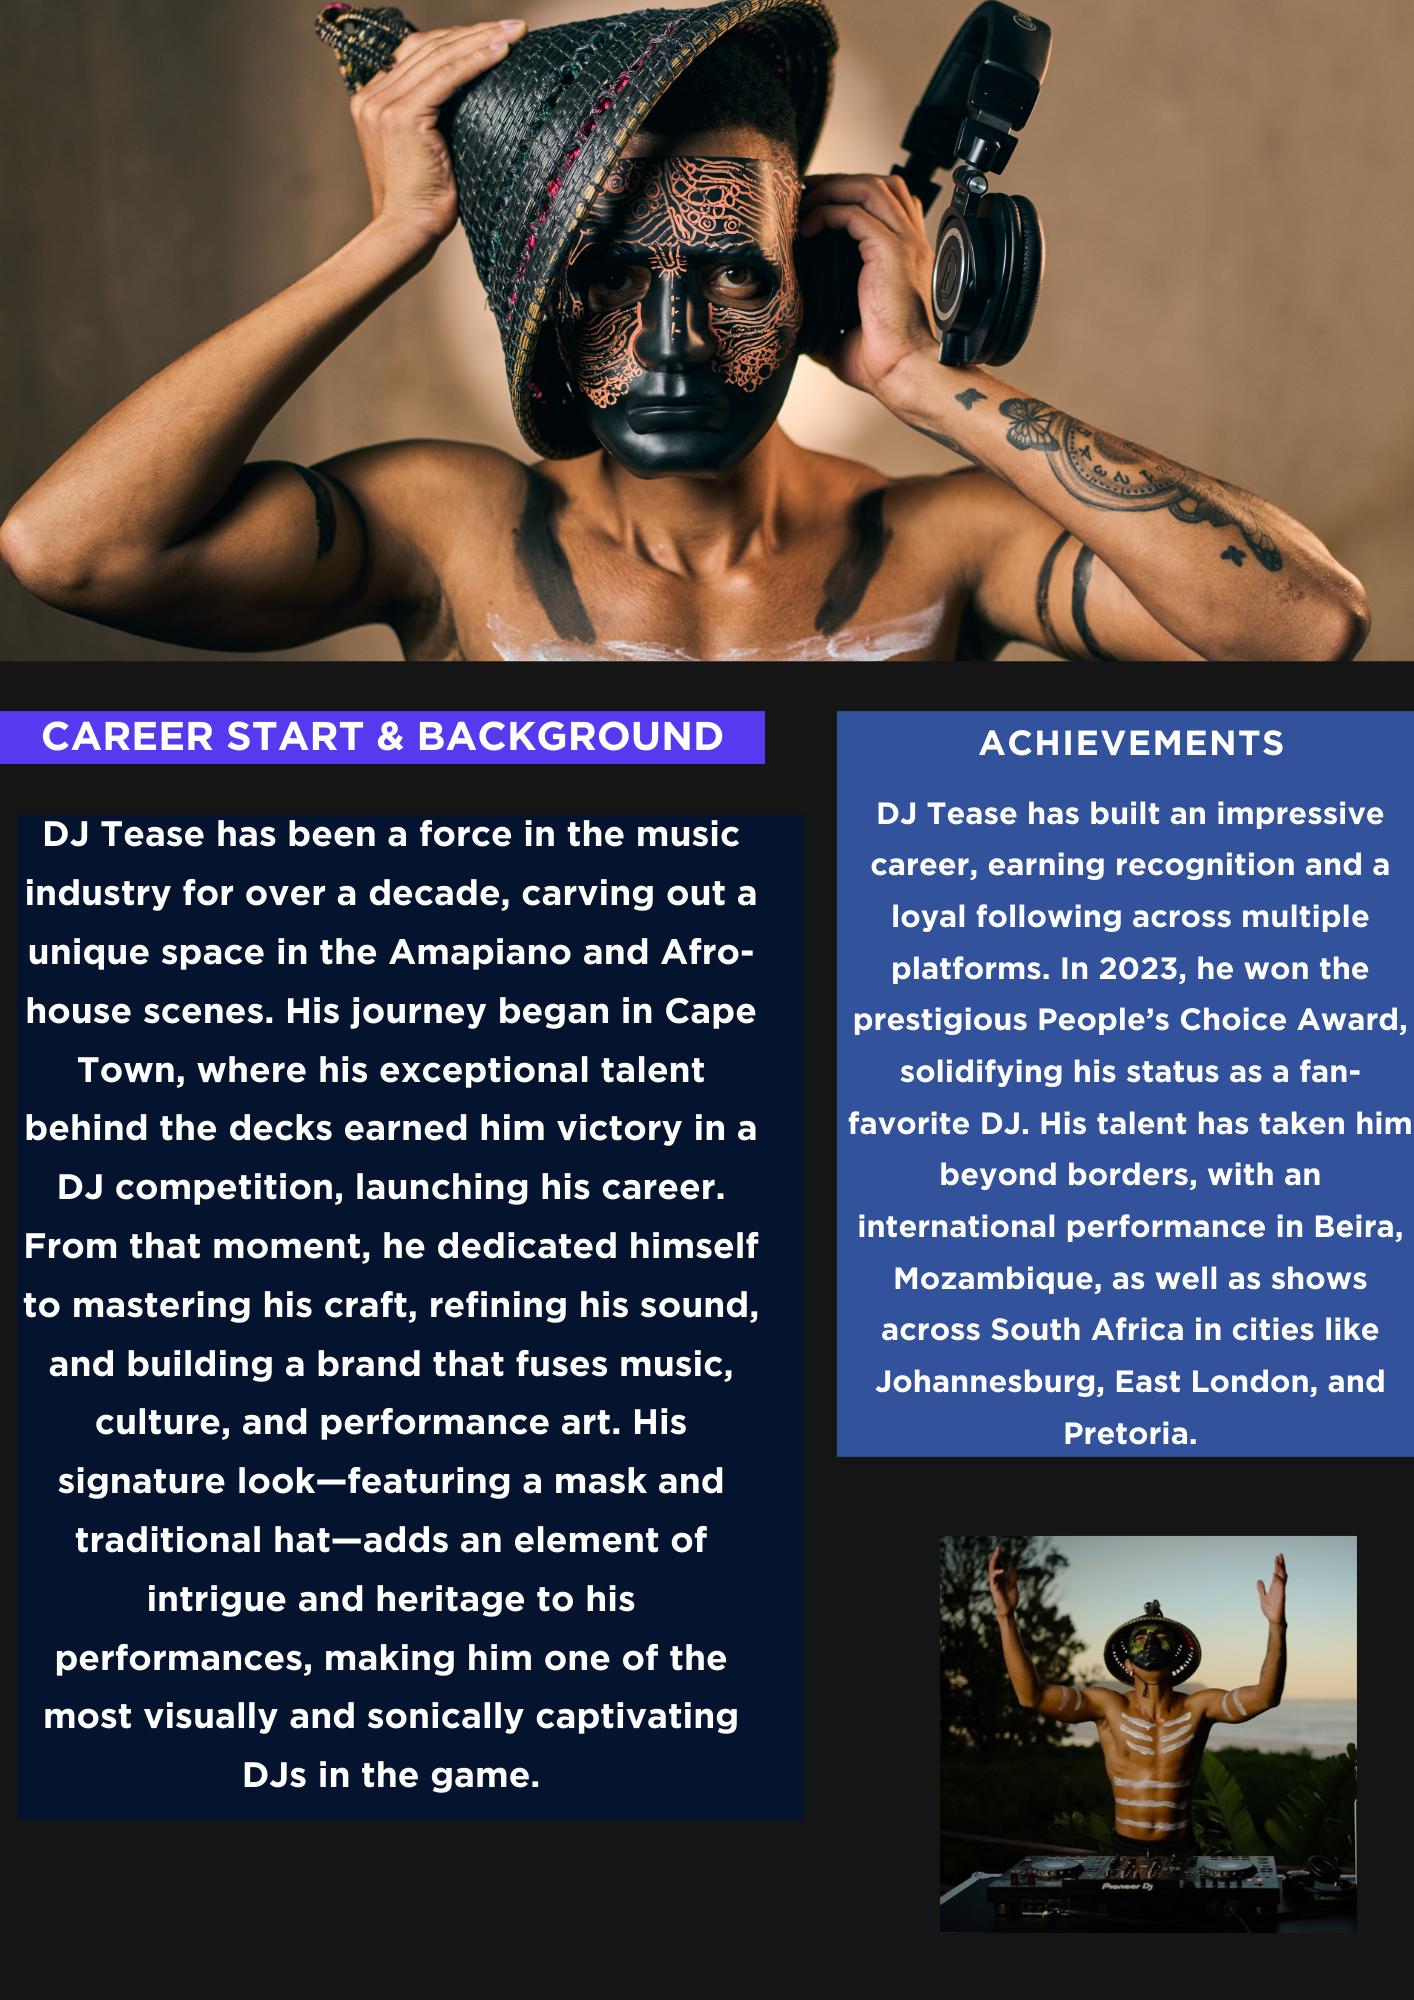 CAREER START & BACKGROUND
DJ Tease has been a force in the music
industry for over a decade, carving out a
unique space in the Amapiano and Afro-
house scenes. His journey began in Cape
Town, where his exceptional talent
behind the decks earned him victory in a
DJ competition, launching his career.
From that moment, he dedicated himself
to mastering his craft, refining his sound,
and building a brand that fuses music,
culture, and performance art. His
signature look—featuring a mask and
traditional hat—adds an element of
intrigue and heritage to his
performances, making him one of the
most visually and sonically captivating
DJs in the game.
ACHIEVEMENTS
DJ Tease has built an impressive
career, earning recognition and a
loyal following across multiple
platforms. In 2023, he won the
prestigious People’s Choice Award,
solidifying his status as a fan-
favorite DJ. His talent has taken him
beyond borders, with an
international performance in Beira,
Mozambique, as well as shows
across South Africa in cities like
Johannesburg, East London, and
Pretoria.
Pioneer Dj